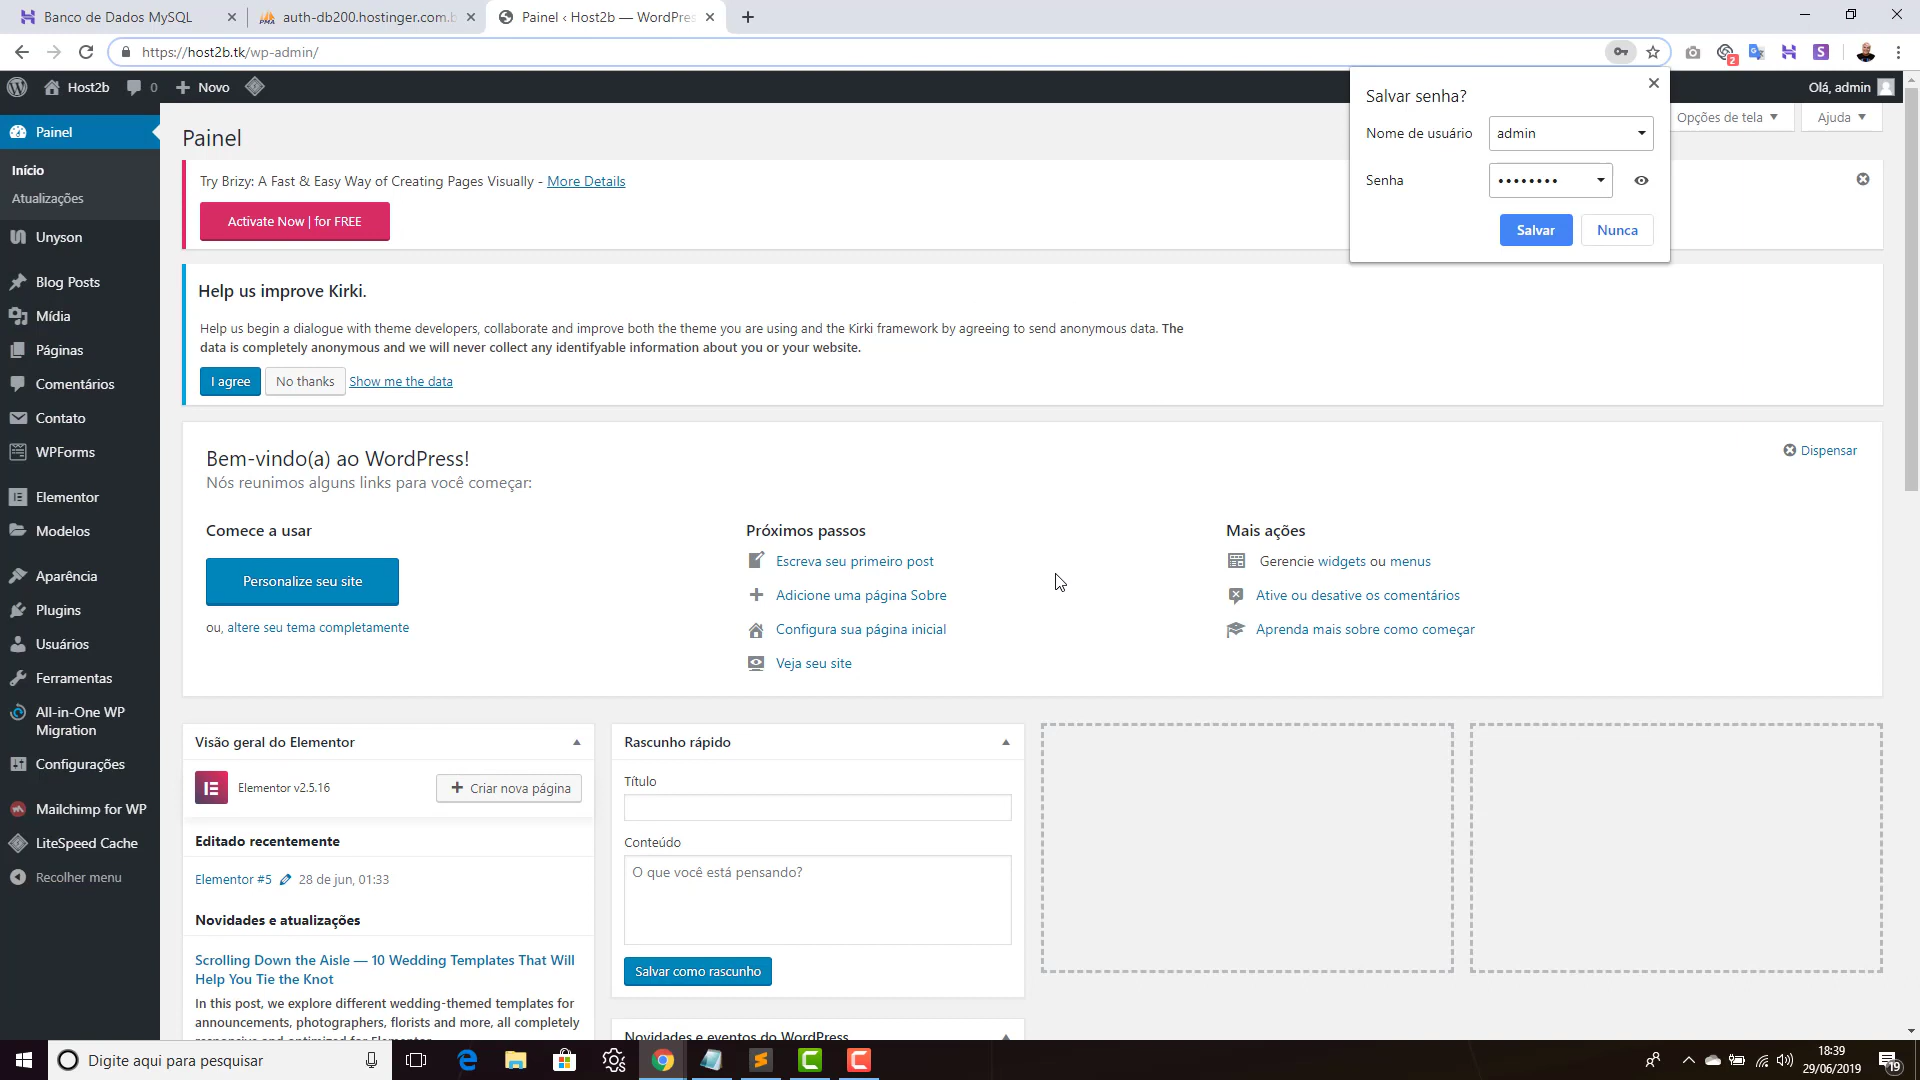 Banco de Dados MySQL
auth-db200.hostinger.com.b
Painel ‹ Host2b — WordPres
https://host2b.tk/wp-admin/
2
Host2b
0
Novo
Olá, admin
Salvar senha?
Nome de usuário
admin
Senha
••••••••
Salvar
Nunca
Opções de tela
Ajuda
Painel
Início
Atualizações
Unyson
Blog Posts
Mídia
Páginas
Comentários
Contato
WPForms
Elementor
Modelos
Aparência
Plugins
Usuários
Ferramentas
All-in-One WP
Migration
Configurações
Mailchimp for WP
LiteSpeed Cache
Recolher menu
Painel
Try Brizy: A Fast & Easy Way of Creating Pages Visually - More Details
Activate Now | for FREE
Help us improve Kirki.
Help us begin a dialogue with theme developers, collaborate and improve both the theme you are using and the Kirki framework by agreeing to send anonymous data. The
data is completely anonymous and we will never collect any identifyable information about you or your website.
I agree
No thanks
Show me the data
Bem-vindo(a) ao WordPress!
Nós reunimos alguns links para você começar:
Dispensar
Comece a usar
Personalize seu site
ou, altere seu tema completamente
Próximos passos
Escreva seu primeiro post
Adicione uma página Sobre
Configura sua página inicial
Veja seu site
Mais ações
Gerencie widgets ou menus
Ative ou desative os comentários
Aprenda mais sobre como começar
Visão geral do Elementor
Elementor v2.5.16
Criar nova página
Editado recentemente
Elementor #5
28 de jun, 01:33
Novidades e atualizações
Scrolling Down the Aisle — 10 Wedding Templates That Will
Help You Tie the Knot
In this post, we explore different wedding-themed templates for
announcements, photographers, florists and more, all completely
responsive and optimized for Elementor
Rascunho rápido
Título
Conteúdo
O que você está pensando?
Salvar como rascunho
Novidades e eventos do WordPress
Digite aqui para pesquisar
18:39
29/06/2019
19